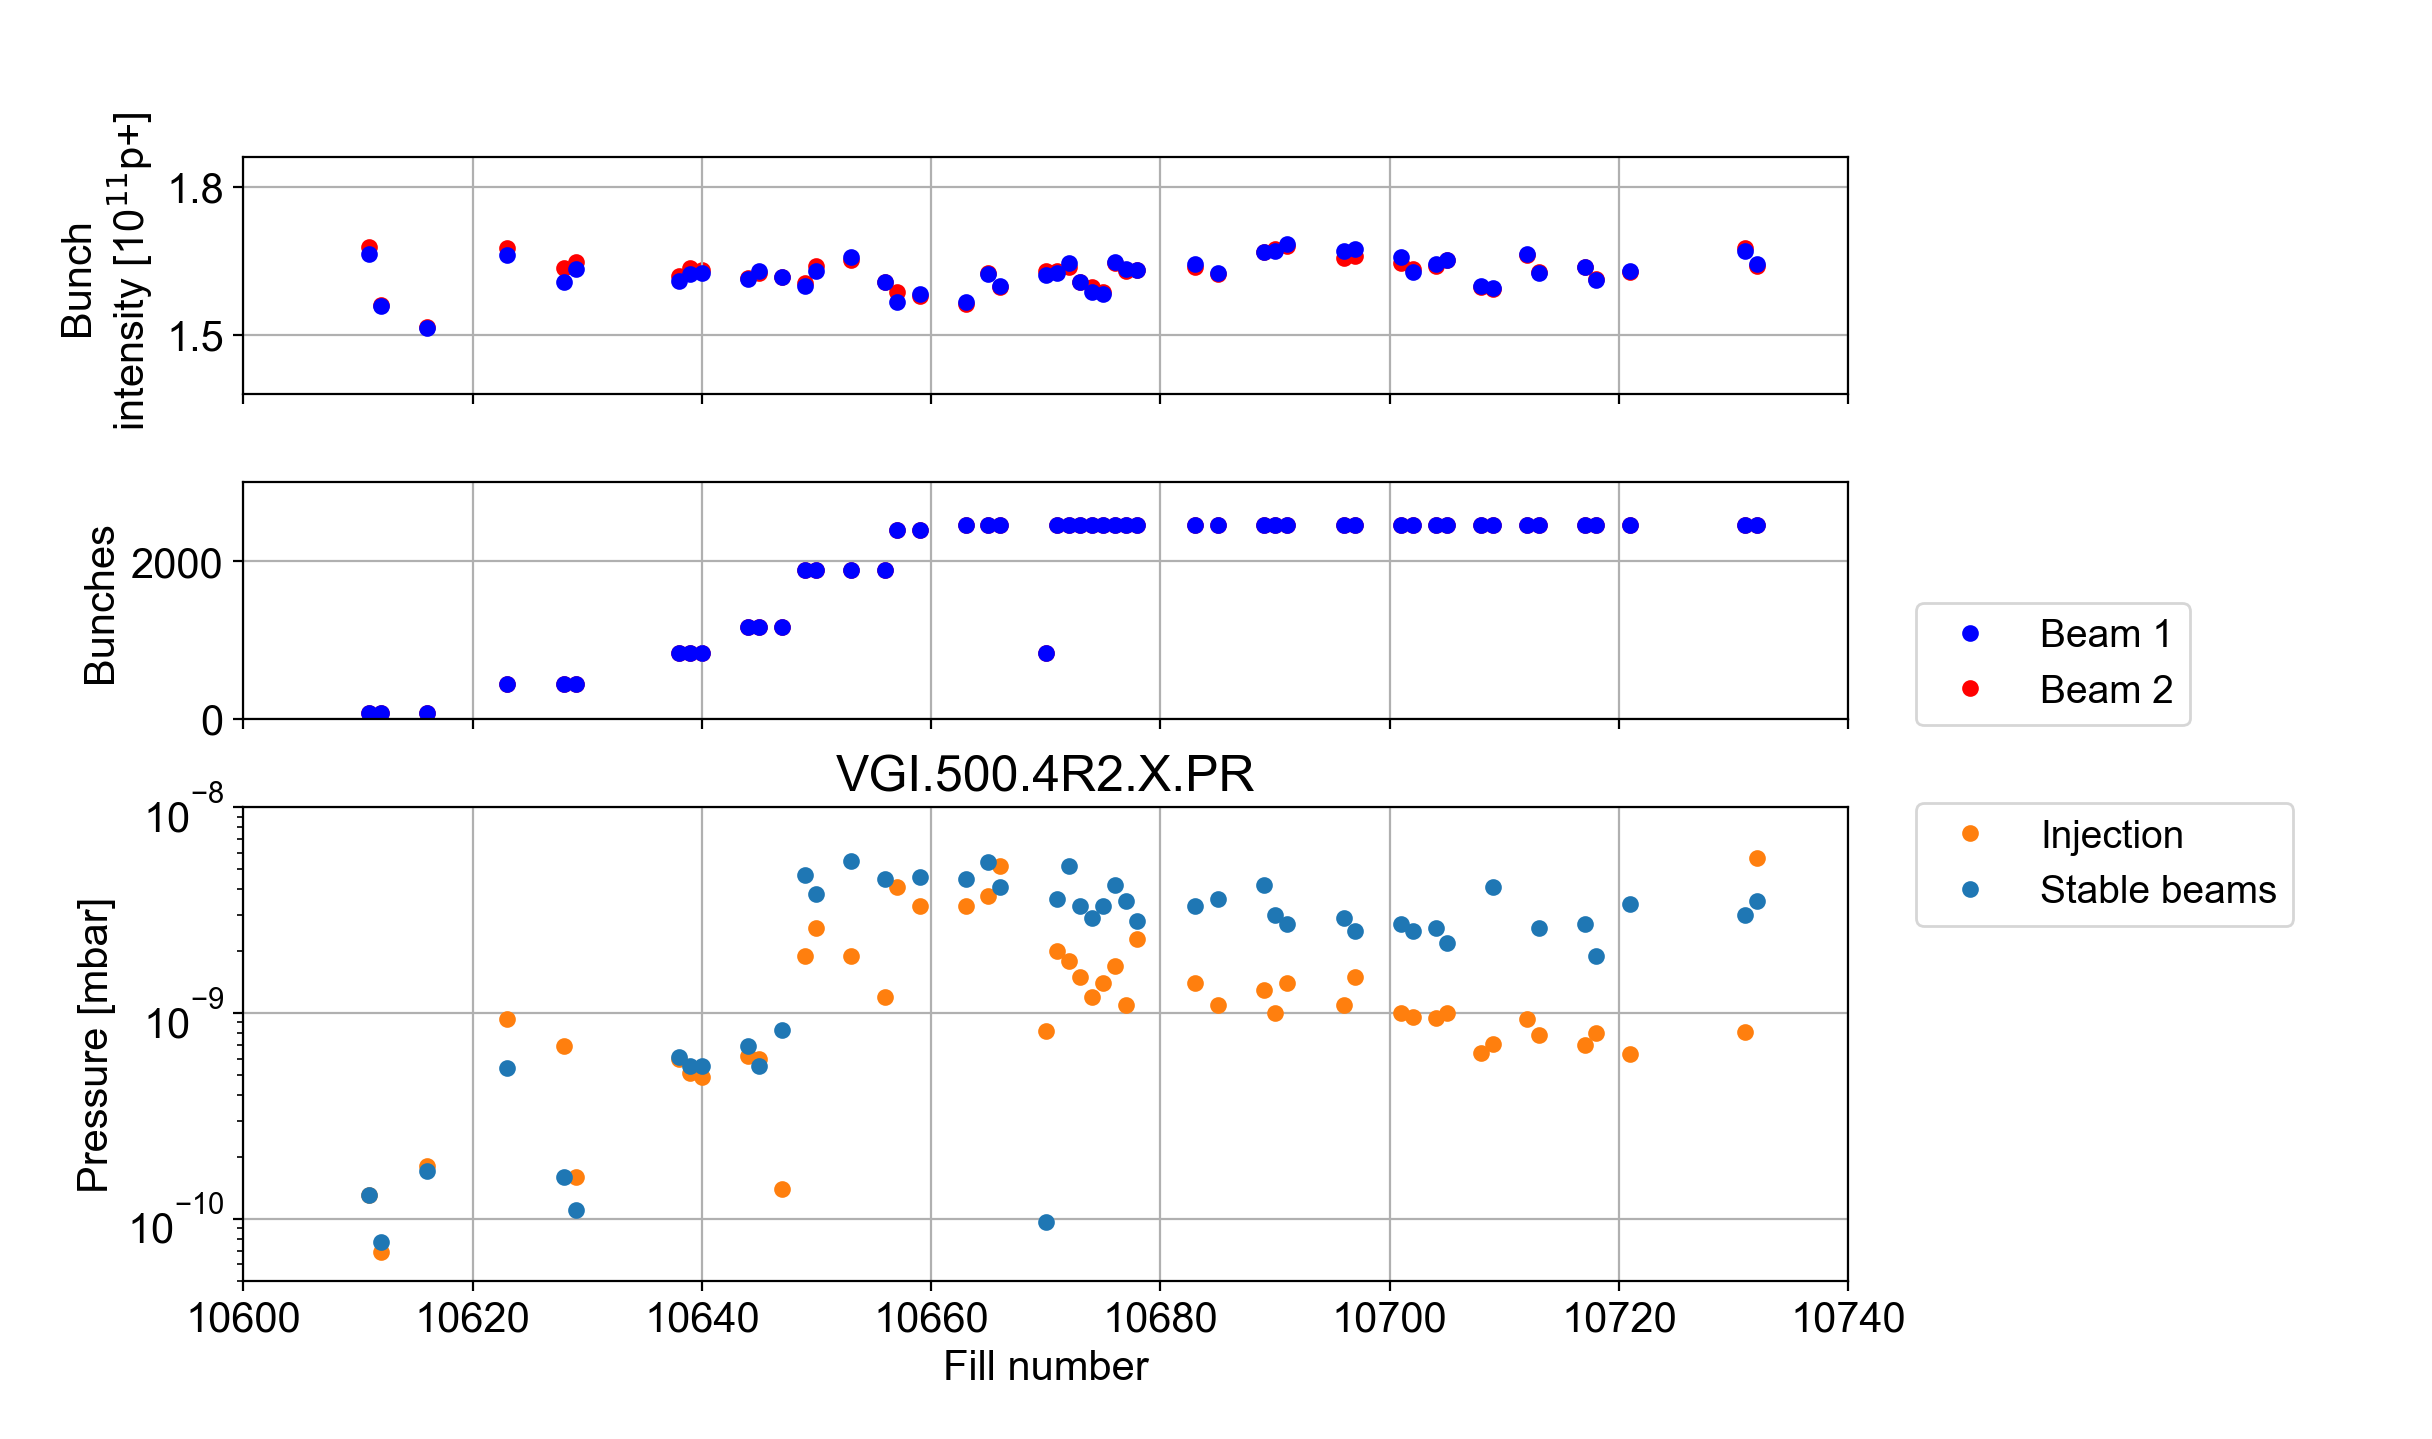 Bunch
intensity [10¹¹p+]
1.8
1.5
Bunches
2000
0
Beam 1
Beam 2
VGI.500.4R2.X.PR
Pressure [mbar]
10⁻⁸
10⁻⁹
10⁻¹⁰
Injection
Stable beams
10600 10620 10640 10660 10680 10700 10720 10740
Fill number